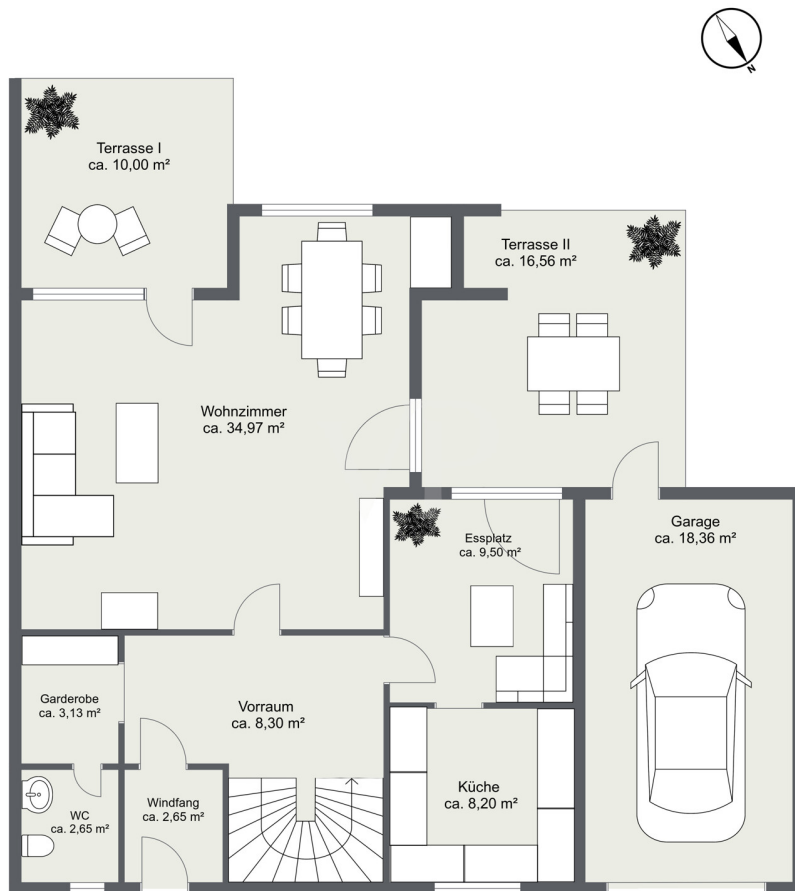 N
Terrasse I
ca. 10,00 m²
Terrasse II
ca. 16,56 m²
Wohnzimmer
ca. 34,97 m²
Essplatz
ca. 9,50 m²
Garage
ca. 18,36 m²
Garderobe
ca. 3,13 m²
Vorraum
ca. 8,30 m²
Küche
ca. 8,20 m²
WC
ca. 2,65 m²
Windfang
ca. 2,65 m²